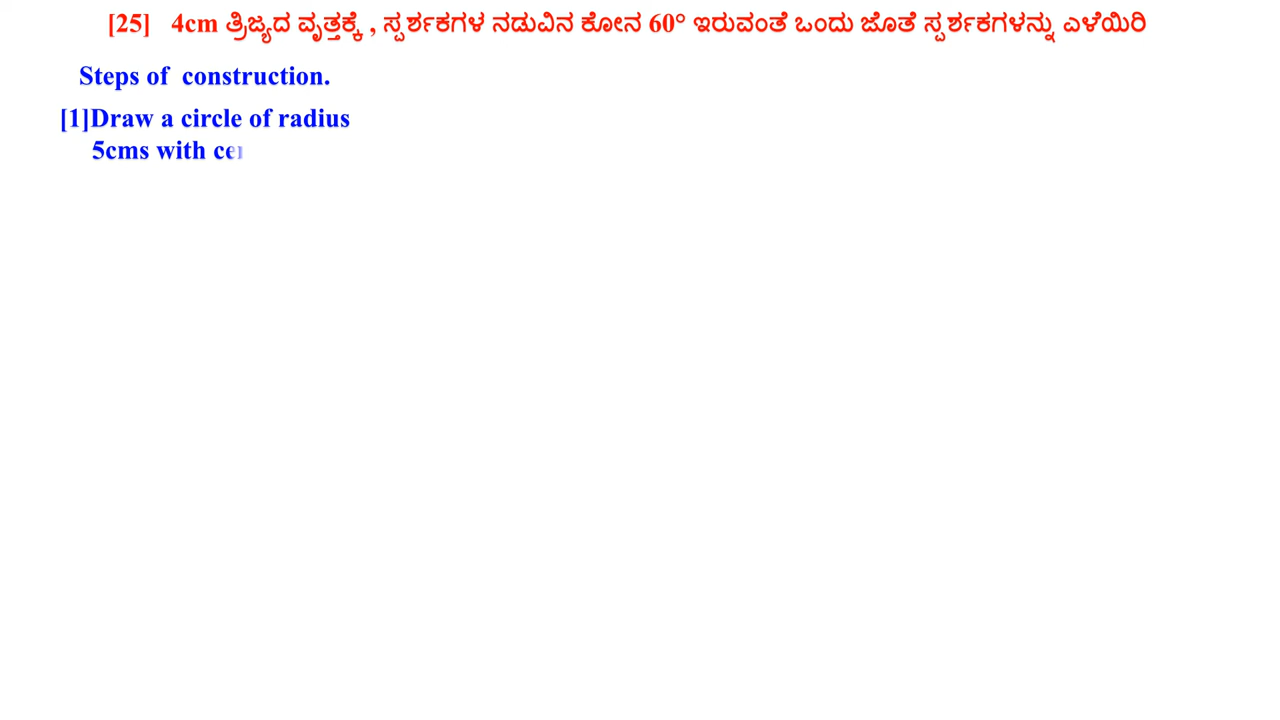 [25] 4cm ತ್ರಿಜ್ಯದ ವೃತ್ತಕ್ಕೆ , ಸ್ಪರ್ಶಕಗಳ ನಡುವಿನ ಕೋನ 60° ಇರುವಂತೆ ಒಂದು ಜೊತೆ ಸ್ಪರ್ಶಕಗಳನ್ನು ಎಳೆಯಿರಿ
Steps of construction.
[1]Draw a circle of radius
5cms with